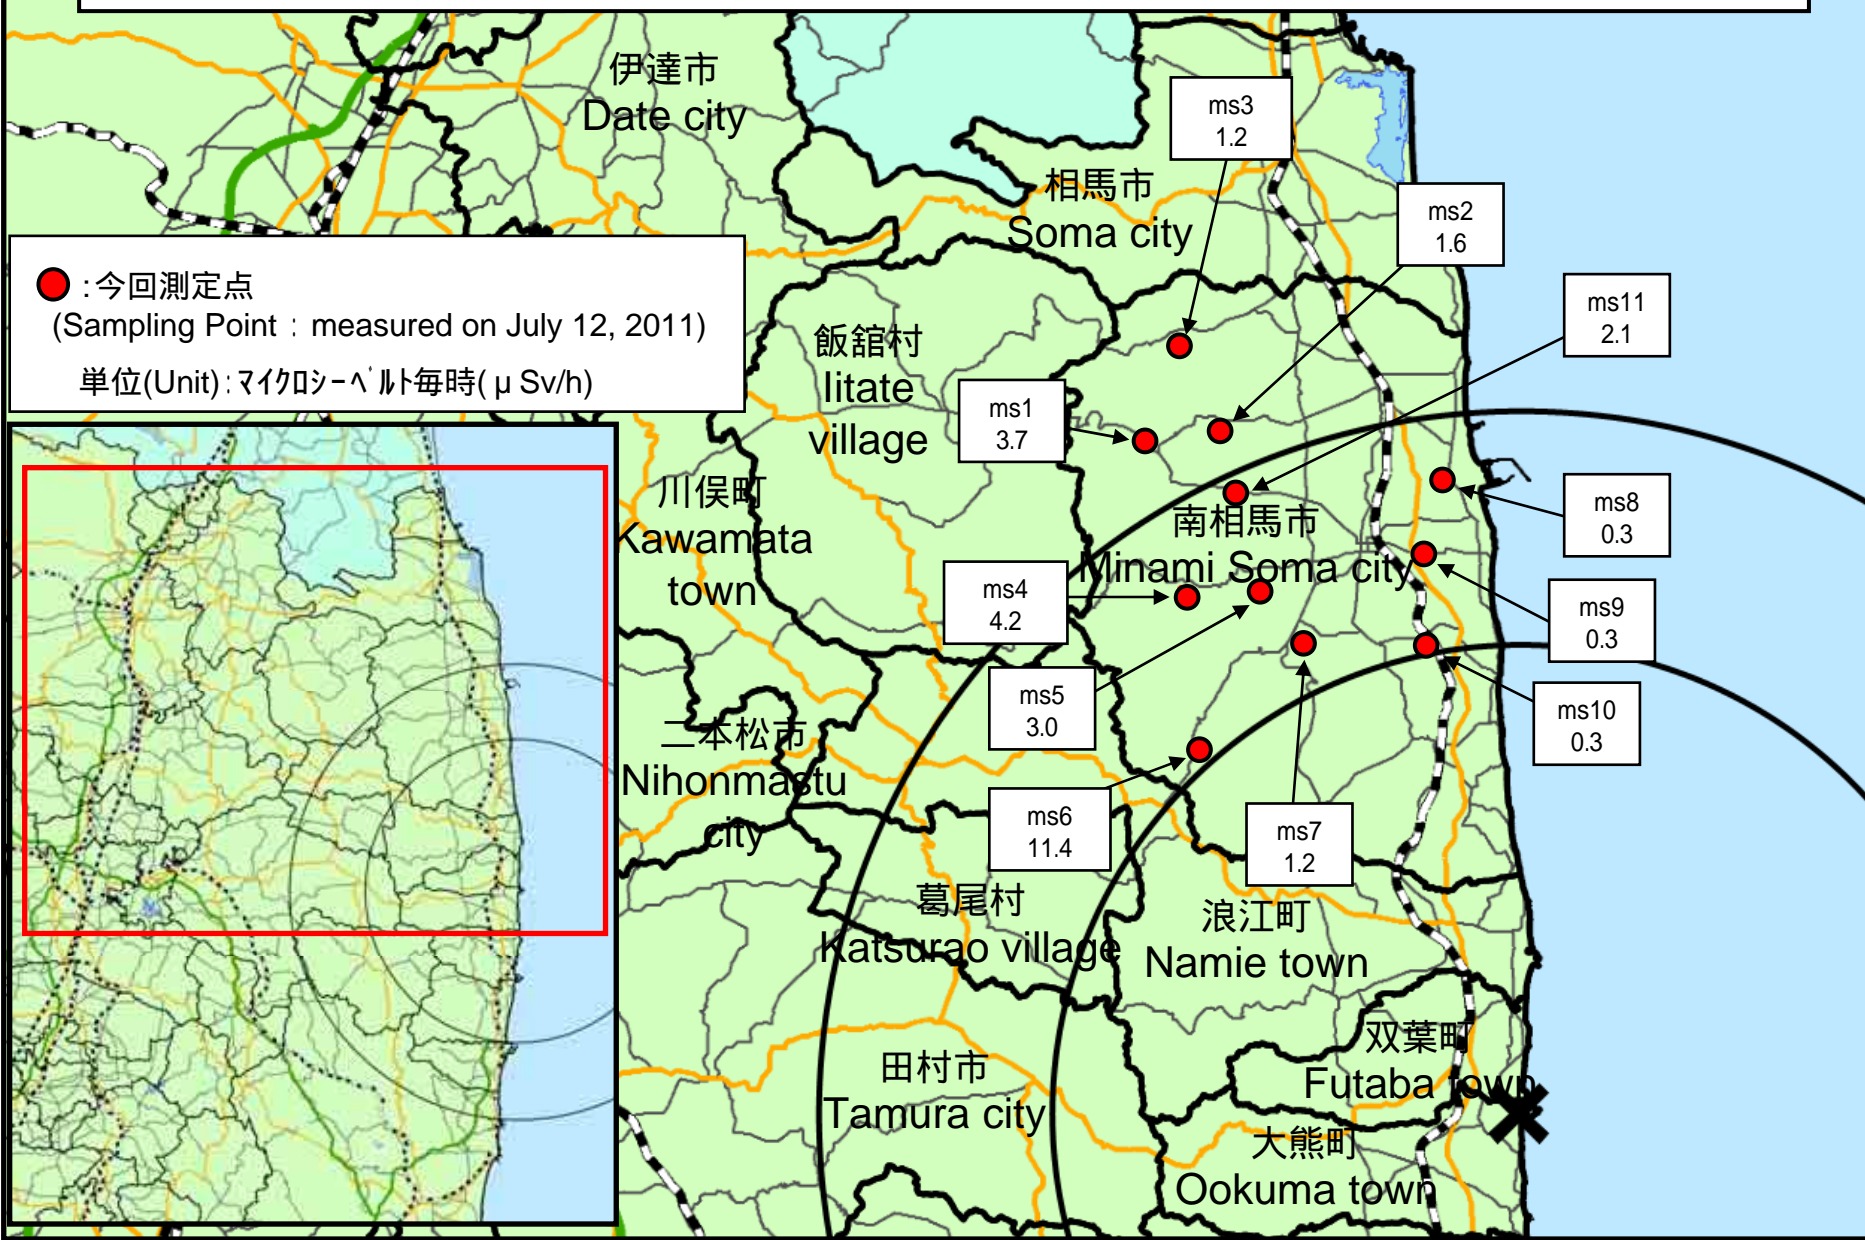 伊達市
Date city
ms3
1.2
相馬市
Soma city
ms2
1.6
●:今回測定点
(Sampling Point : measured on July 12, 2011)
単位(Unit):マイクロシーベルト毎時(μSv/h)
ms11
2.1
飯舘村
Iitate
village
ms1
3.7
川俣町
Kawamata
town
南相馬市
Minami Soma city
ms8
0.3
ms4
4.2
ms9
0.3
ms5
3.0
ms10
0.3
二本松市
Nihonmastu
city
ms6
11.4
ms7
1.2
葛尾村
Katsurao village
浪江町
Namie town
双葉町
Futaba town
田村市
Tamura city
大熊町
Ookuma town